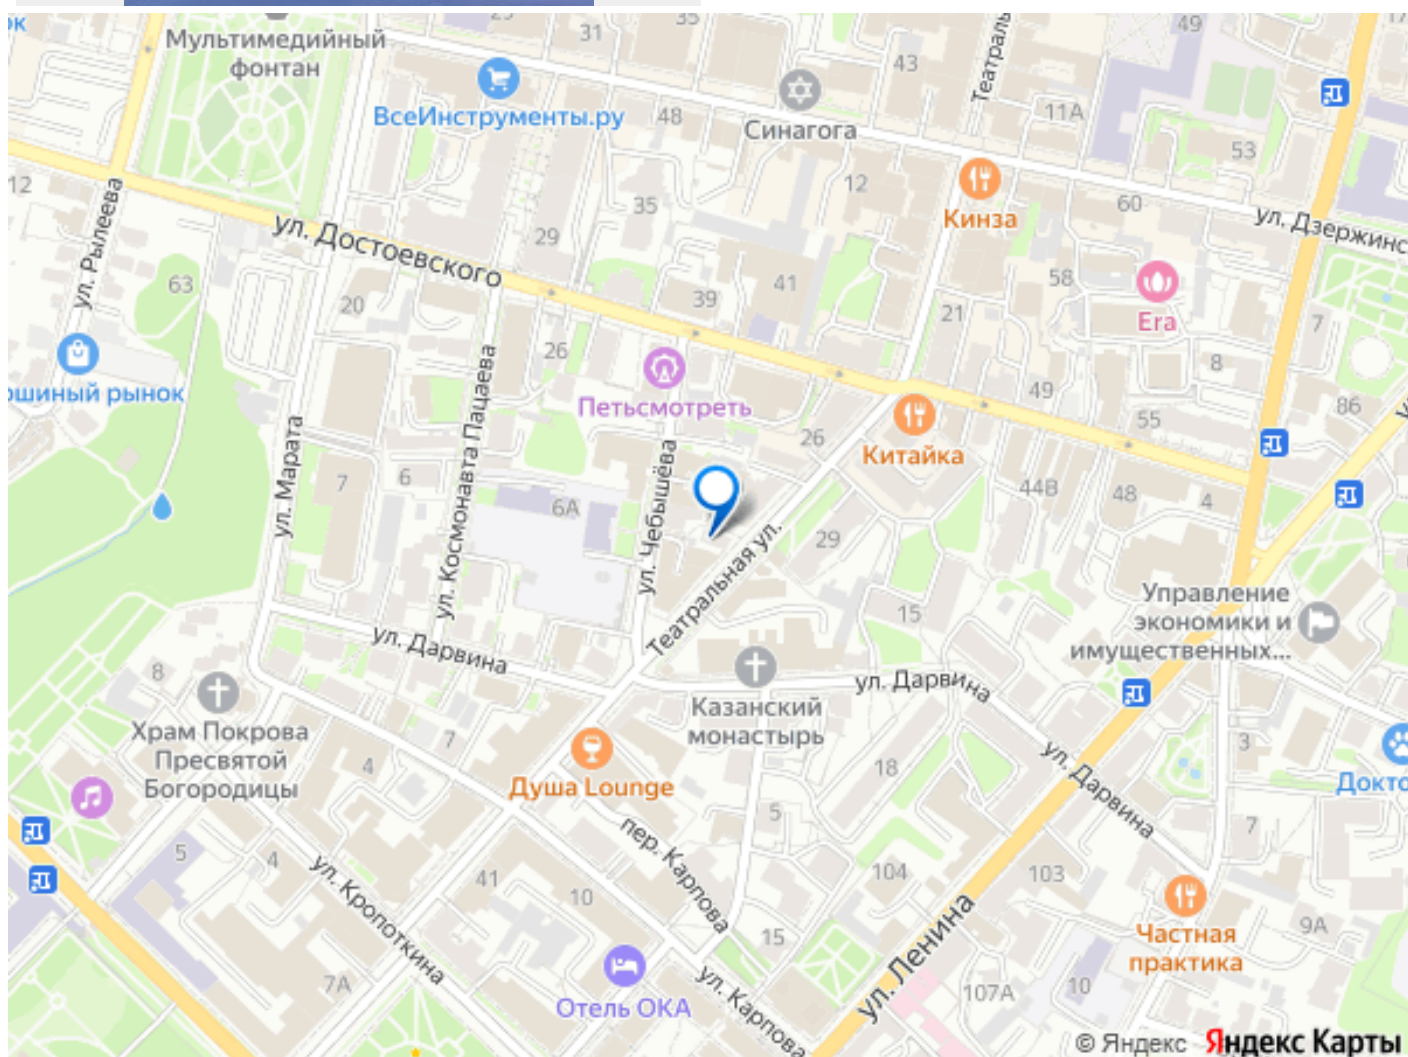 35
31
49
Мультимедийный
фонтан
ВсеИнструменты.ру
48
Синагога
43
Театраль
11А
53
12
ул. Рылеева
12
Кинза
60
ул. Дзержинс
35
29
ул. Достоевского
63
20
39
41
58
Era
21
7
8
26
ул. Космонавта Пацаева
Петьсмотреть
49
55
86
ошиный рынок
ул. Марата
26
Китайка
7
6
6А
ул. Чебышёва
Театральная ул.
29
44В
48
4
Управление
экономики и
имущественных...
15
ул. Дарвина
8
Храм Покрова
Пресвятой
Богородицы
Казанский
монастырь
ул. Дарвина
ул. Дарвина
7
4
Душа Lounge
18
3
Докто
5
7
5
4
ул. Кропоткина
41
10
пер. Карпова
104
103
ул. Ленина
15
Частная
практика
9А
7А
Отель ОКА
ул. Карпова
107А
10
© Яндекс Яндекс Карты